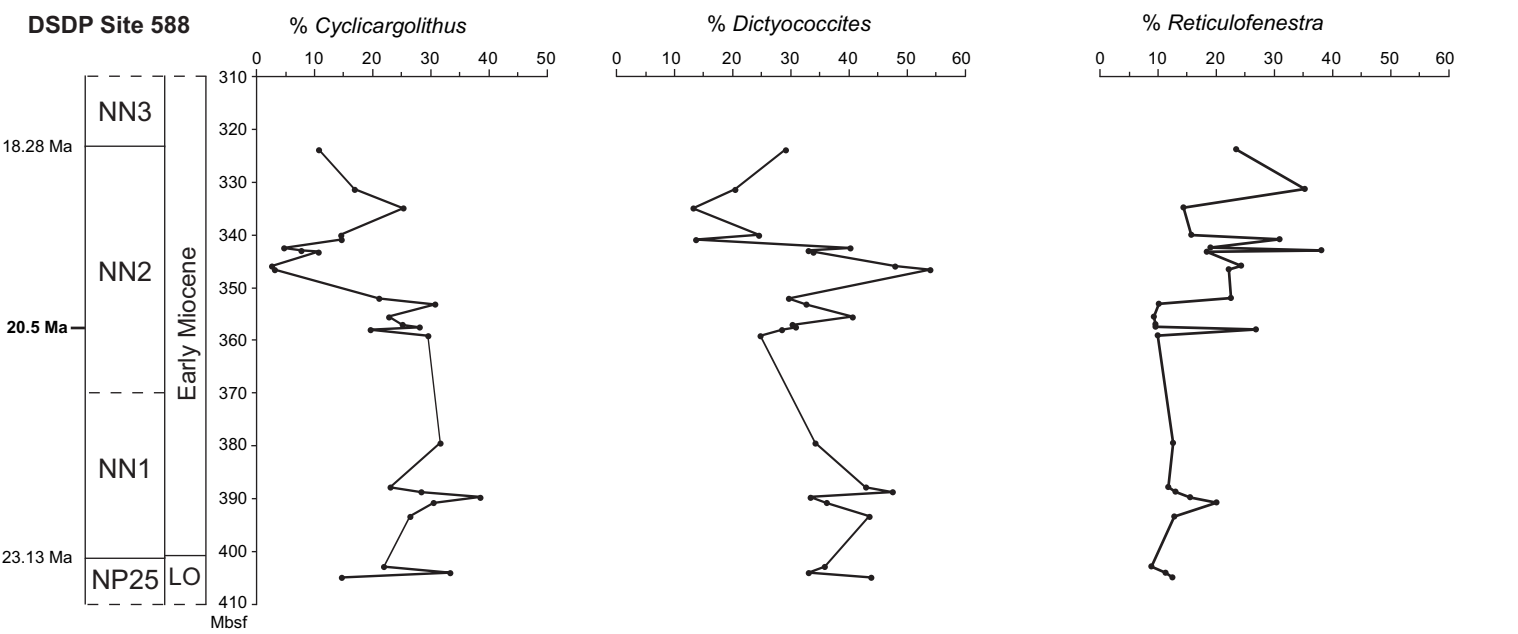 DSDP Site 588
% Cyclicargolithus
% Dictyococcites
% Reticulofenestra
0 10 20 30 40 50
0 10 20 30 40 50 60
0 10 20 30 40 50 60
310
320
330
340
350
360
370
380
390
400
410
Mbsf
NN3
18.28 Ma
NN2
20.5 Ma
NN1
23.13 Ma
NP25
Early Miocene
LO